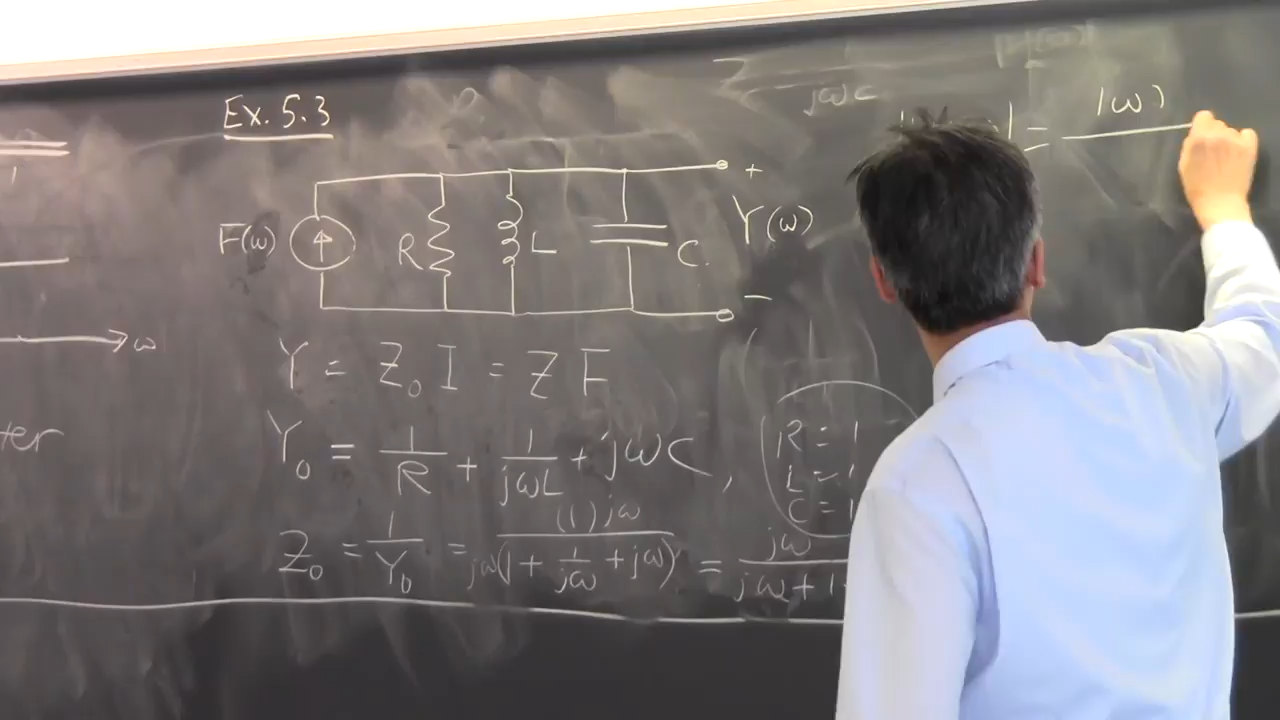 Ex. 5.3
jωC
| = |ω|
F(ω) R L C. + Y(ω) −
ω
Y = Z₀ I = Z F
Y₀ = 1/R + 1/(jωL) + jωC ,
R = 1
L = 1
C = 1
Z₀ = 1/Y₀ = (1)jω / jω(1 + 1/jω + jω) = jω / jω + 1